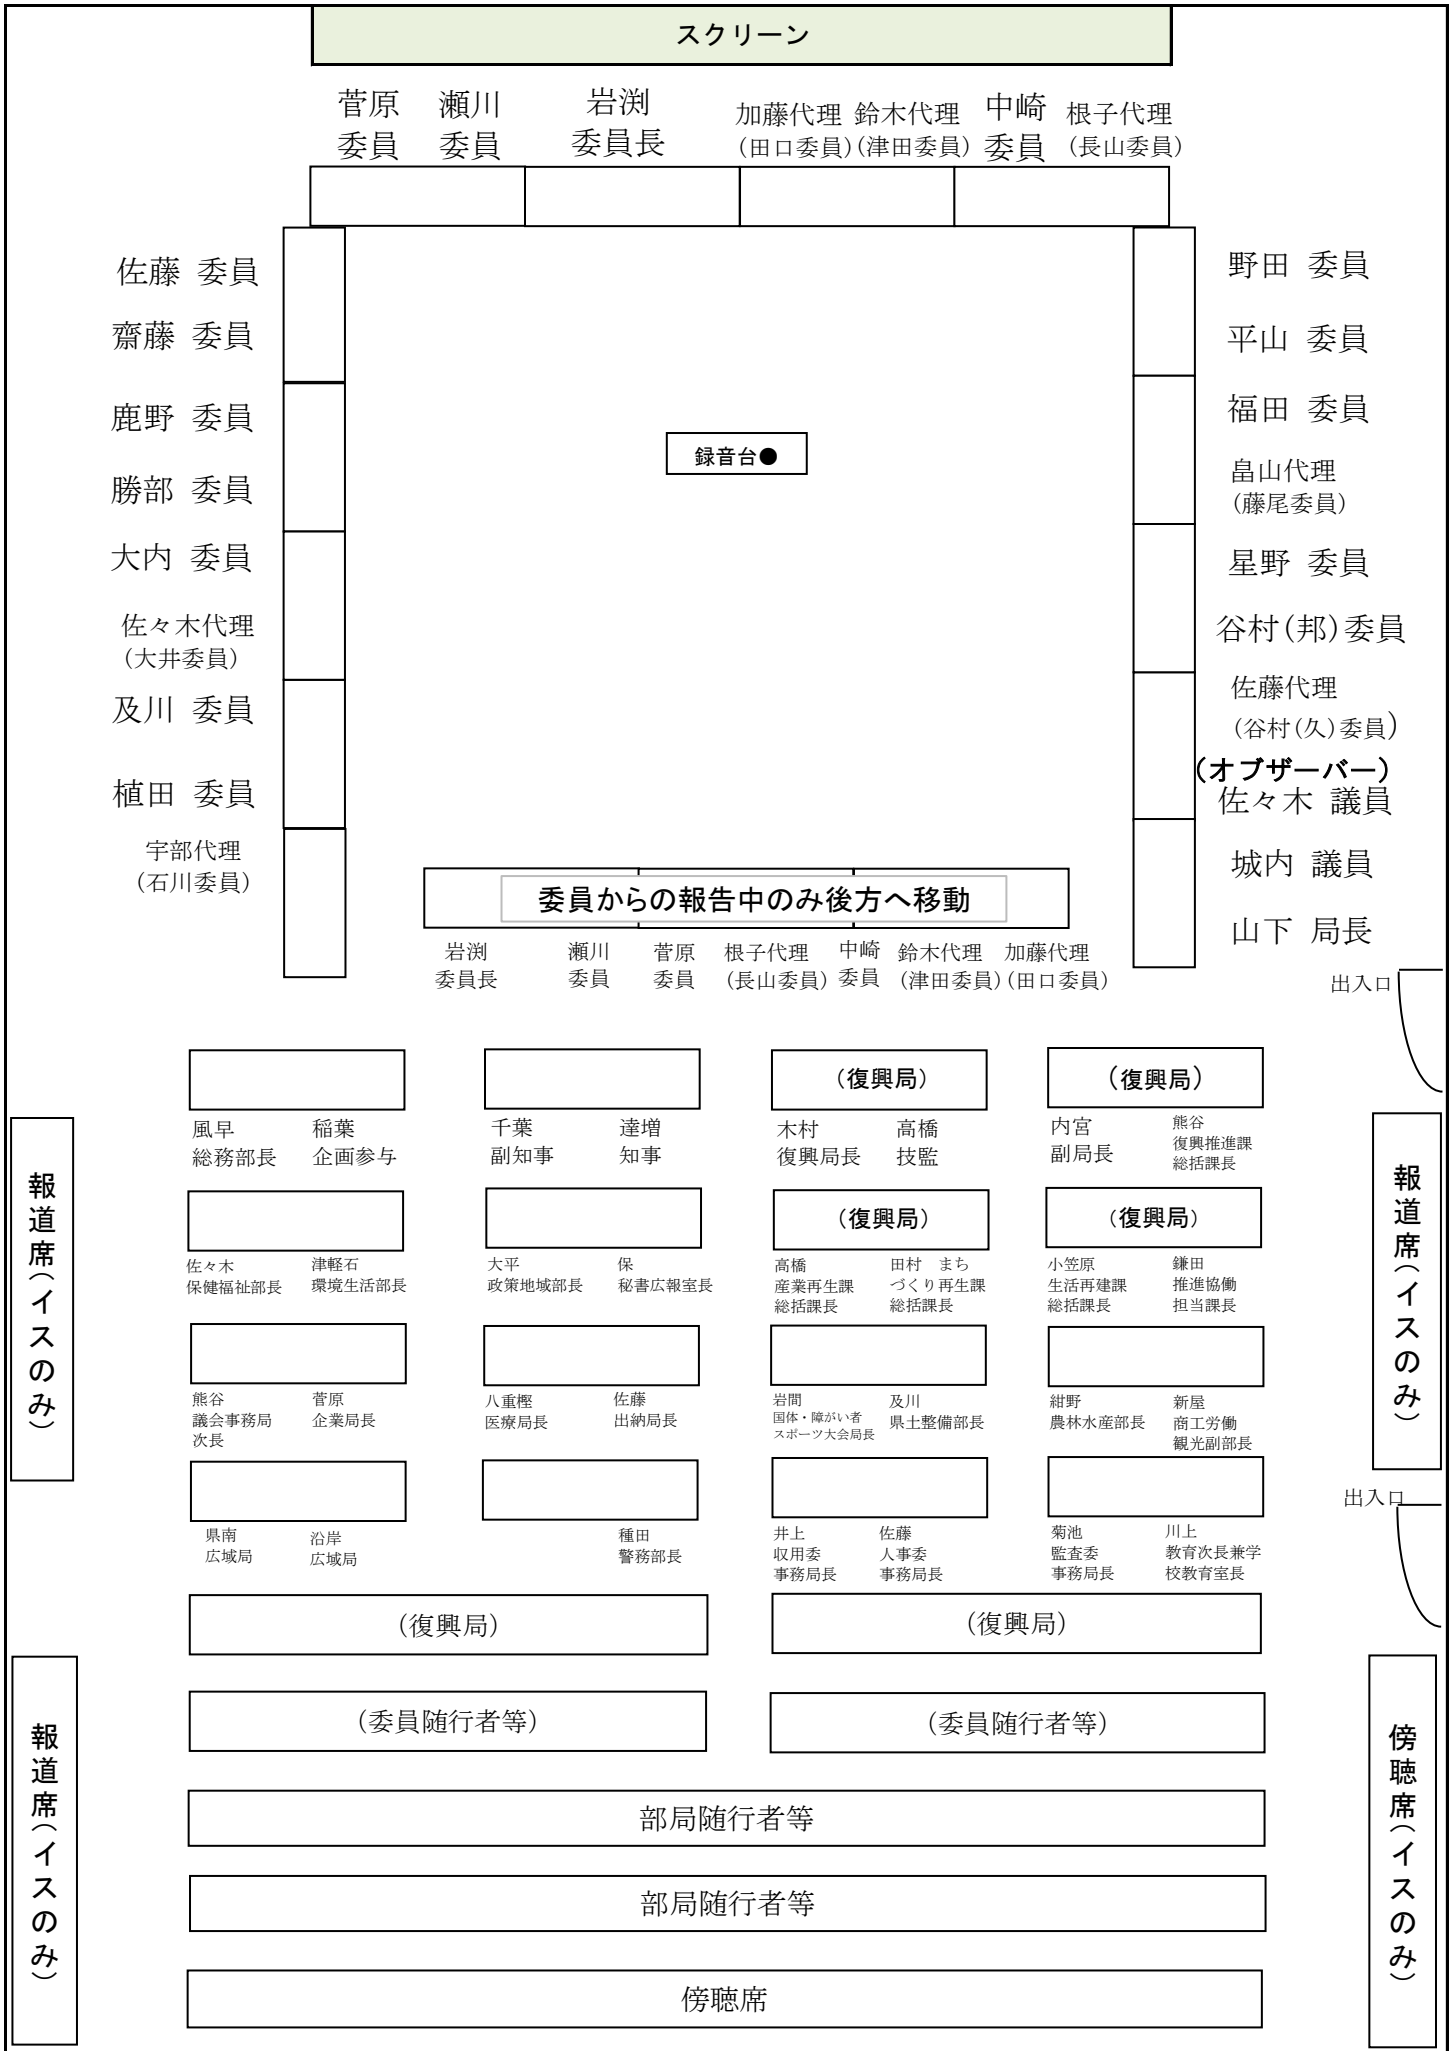 スクリーン
菅原
委員
瀬川
委員
岩渕
委員長
加藤代理
(田口委員)
鈴木代理
(津田委員)
中崎
委員
根子代理
(長山委員)
佐藤 委員
齋藤 委員
鹿野 委員
勝部 委員
大内 委員
佐々木代理
(大井委員)
及川 委員
植田 委員
宇部代理
(石川委員)
録音台●
野田 委員
平山 委員
福田 委員
畠山代理
(藤尾委員)
星野 委員
谷村(邦)委員
佐藤代理
(谷村(久)委員)
(オブザーバー)
佐々木 議員
城内 議員
山下 局長
委員からの報告中のみ後方へ移動
岩渕
委員長
瀬川
委員
菅原
委員
根子代理
(長山委員)
中崎
委員
鈴木代理
(津田委員)
加藤代理
(田口委員)
出入口
(復興局)
(復興局)
風早
総務部長
稲葉
企画参与
千葉
副知事
達増
知事
木村
復興局長
高橋
技監
内宮
副局長
熊谷
復興推進課
総括課長
報道席(イスのみ)
報道席(イスのみ)
(復興局)
(復興局)
佐々木
保健福祉部長
津軽石
環境生活部長
大平
政策地域部長
保
秘書広報室長
高橋
産業再生課
総括課長
田村 まち
づくり再生課
総括課長
小笠原
生活再建課
総括課長
鎌田
推進協働
担当課長
熊谷
議会事務局
次長
菅原
企業局長
八重樫
医療局長
佐藤
出納局長
岩間
国体・障がい者
スポーツ大会局長
及川
県土整備部長
紺野
農林水産部長
新屋
商工労働
観光副部長
出入口
県南
広域局
沿岸
広域局
種田
警務部長
井上
収用委
事務局長
佐藤
人事委
事務局長
菊池
監査委
事務局長
川上
教育次長兼学
校教育室長
(復興局)
(復興局)
(委員随行者等)
(委員随行者等)
報道席(イスのみ)
傍聴席(イスのみ)
部局随行者等
部局随行者等
傍聴席